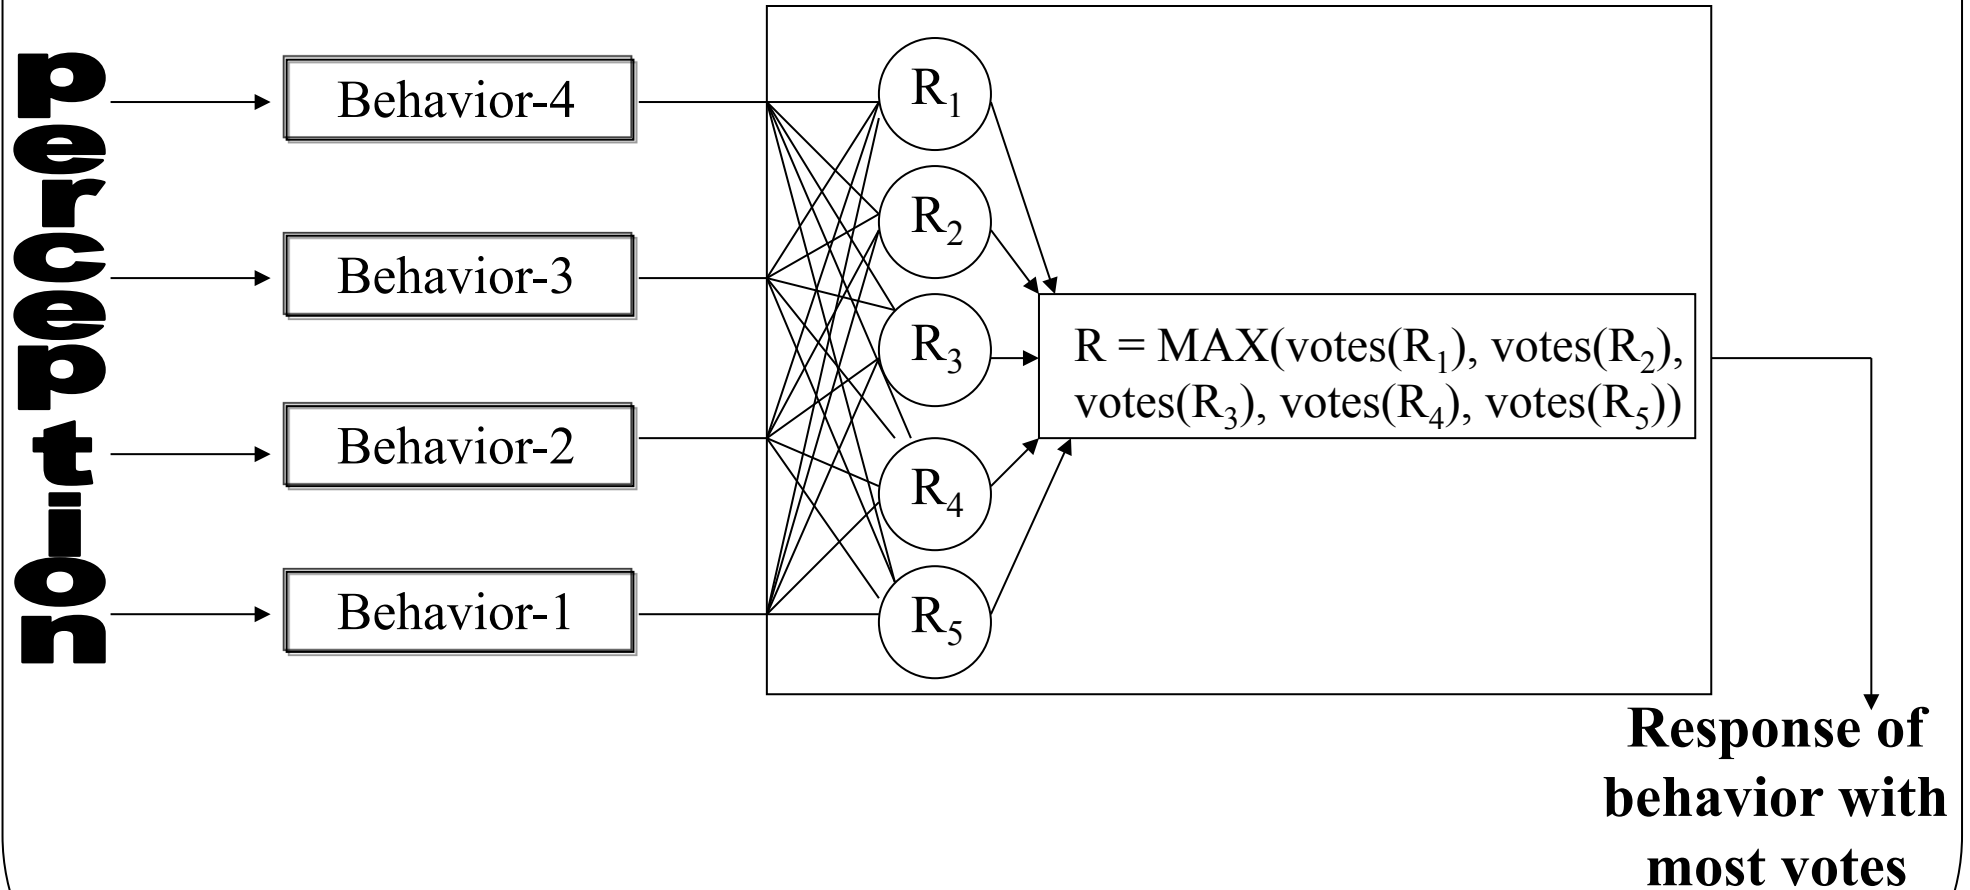 perception
Behavior-4
Behavior-3
Behavior-2
Behavior-1
R₁
R₂
R₃
R₄
R₅
R = MAX(votes(R₁), votes(R₂),
votes(R₃), votes(R₄), votes(R₅))
Response of
behavior with
most votes